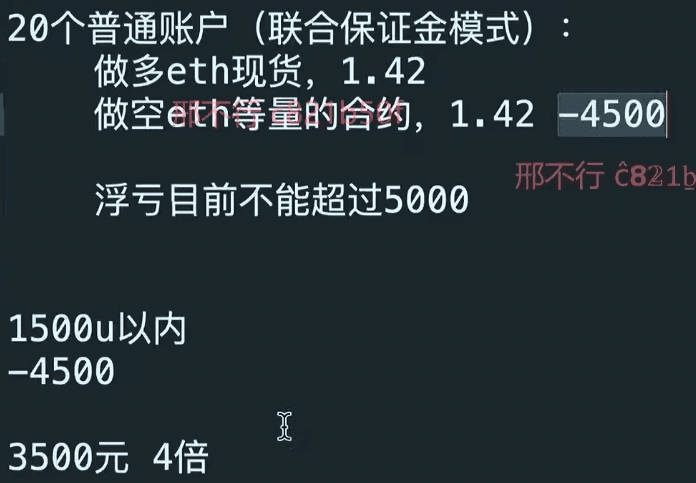 20个普通账户（联合保证金模式）：
做多eth现货，1.42
做空eth等量的合约，1.42 -4500
邢不行
浮亏目前不能超过5000
1500u以内
-4500
3500元 4倍